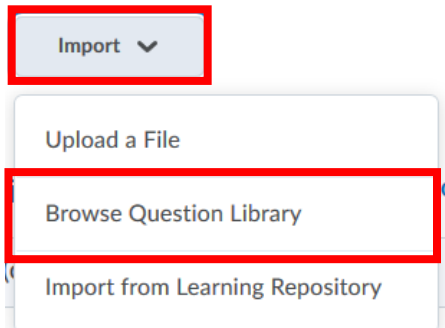 Import
Upload a File
Browse Question Library
Import from Learning Repository